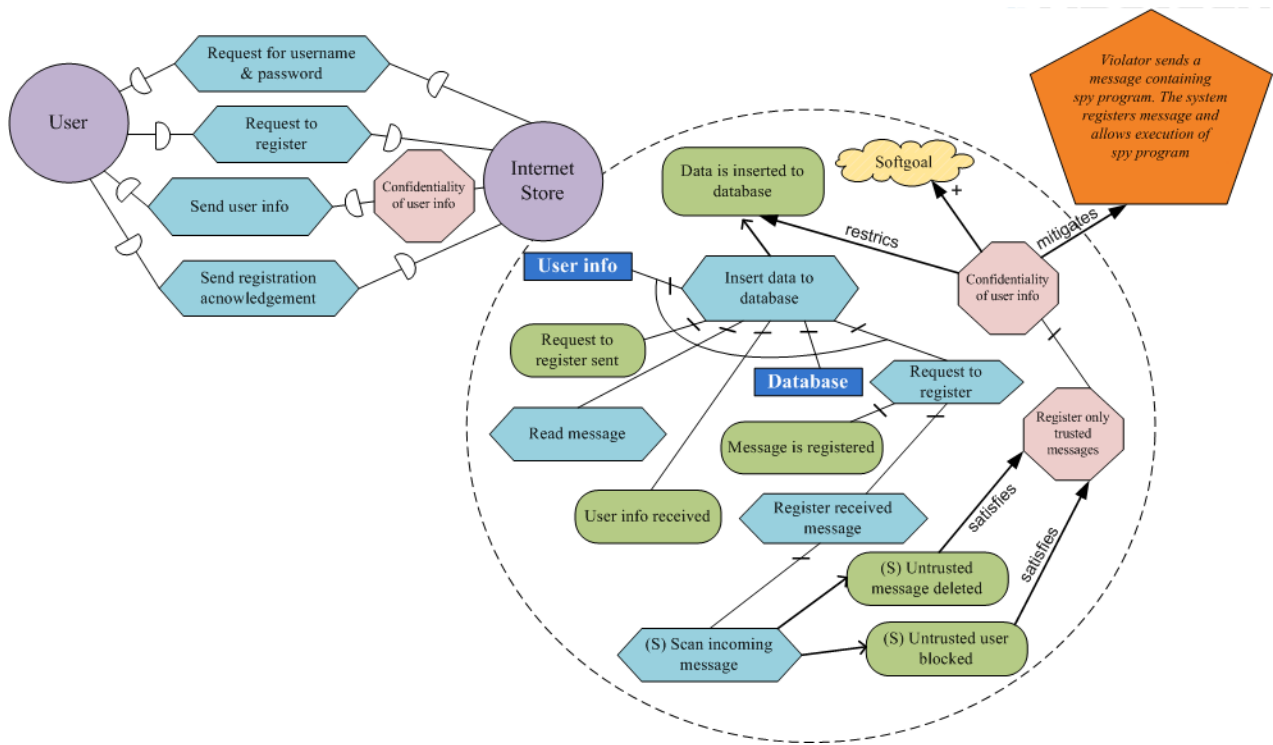 Request for username
& password
User
Request to
register
Internet
Store
Confidentiality
of user info
Send user info
Send registration
acnowledgement
Violator sends a
message containing
spy program. The system
registers message and
allows execution of
spy program
Softgoal
+
Data is inserted to
database
restrics
mitigates
User info
Insert data to
database
Confidentiality
of user info
Request to
register sent
Database
Request to
register
Read message
Message is registered
Register only
trusted
messages
User info received
Register received
message
satisfies
satisfies
(S) Untrusted
message deleted
(S) Scan incoming
message
(S) Untrusted user
blocked